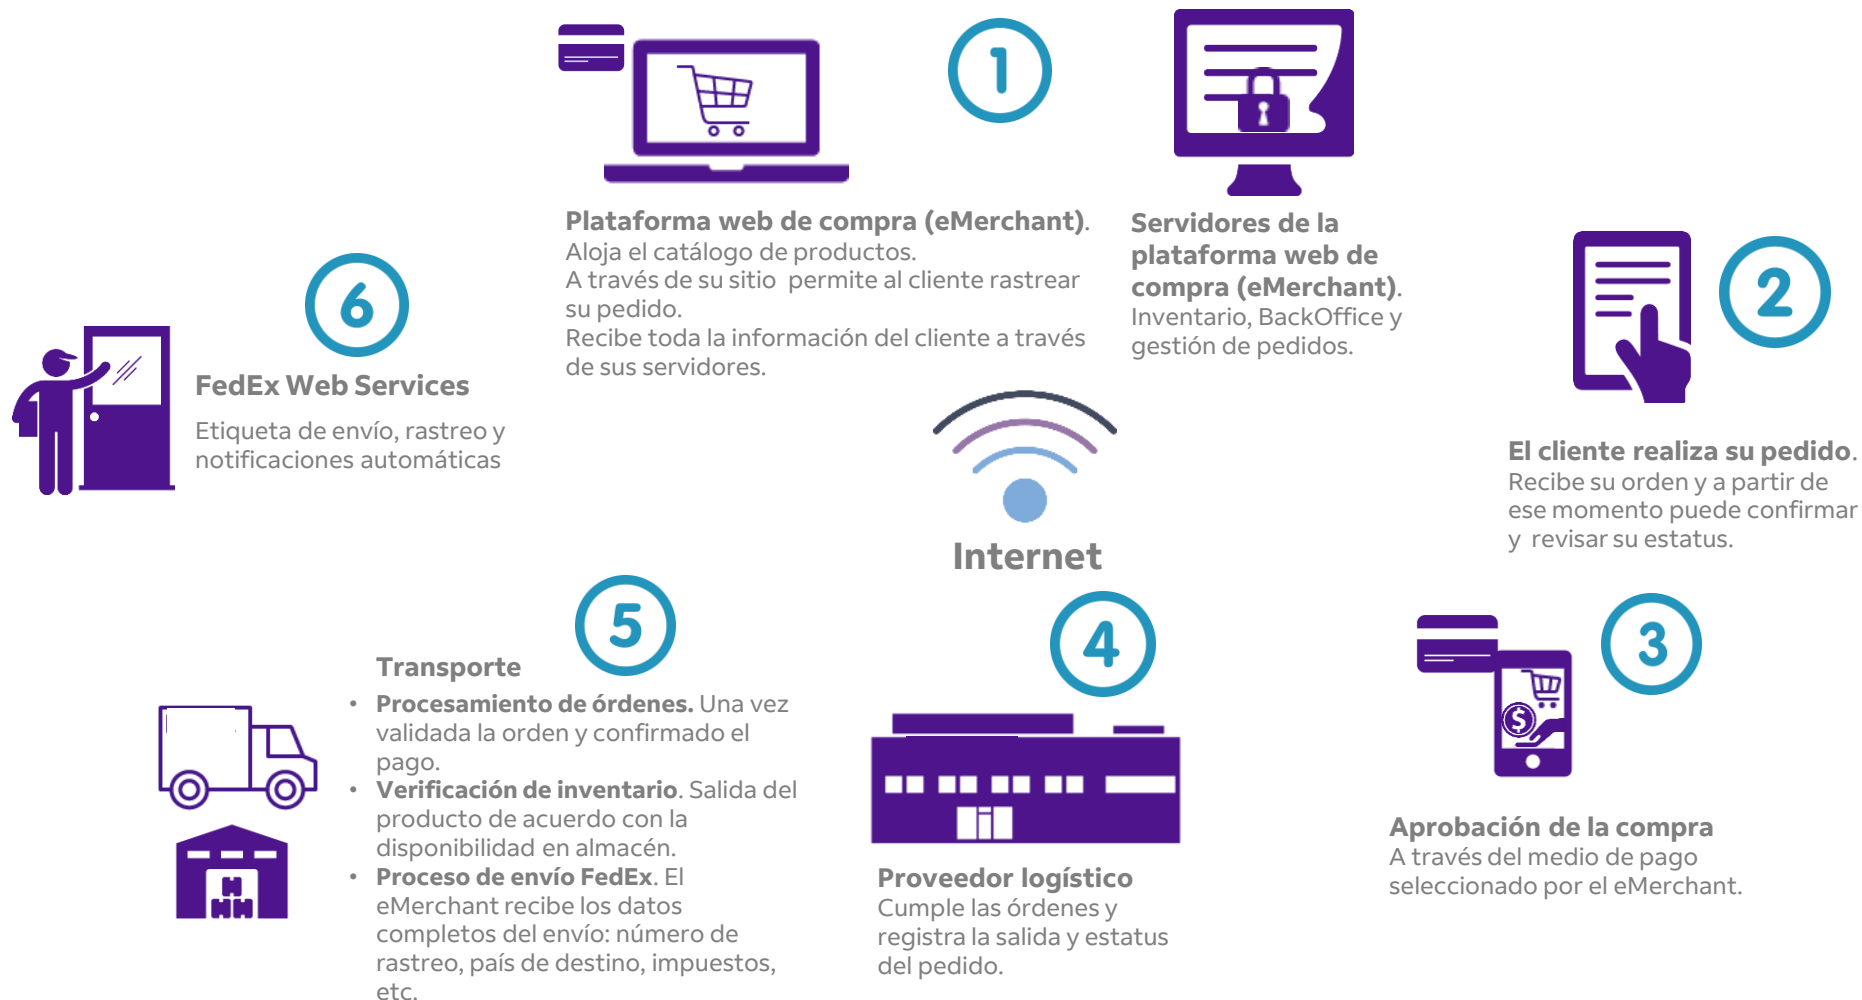 1
Plataforma web de compra (eMerchant).
Aloja el catálogo de productos.
A través de su sitio  permite al cliente rastrear
su pedido.
Recibe toda la información del cliente a través
de sus servidores.
Servidores de la
plataforma web de
compra (eMerchant).
Inventario, BackOffice y
gestión de pedidos.
2
El cliente realiza su pedido.
Recibe su orden y a partir de
ese momento puede confirmar
y  revisar su estatus.
Internet
3
$
Aprobación de la compra
A través del medio de pago
seleccionado por el eMerchant.
4
Proveedor logístico
Cumple las órdenes y
registra la salida y estatus
del pedido.
5
Transporte
• Procesamiento de órdenes. Una vez
validada la orden y confirmado el
pago.
• Verificación de inventario. Salida del
producto de acuerdo con la
disponibilidad en almacén.
• Proceso de envío FedEx. El
eMerchant recibe los datos
completos del envío: número de
rastreo, país de destino, impuestos,
etc.
6
FedEx Web Services
Etiqueta de envío, rastreo y
notificaciones automáticas